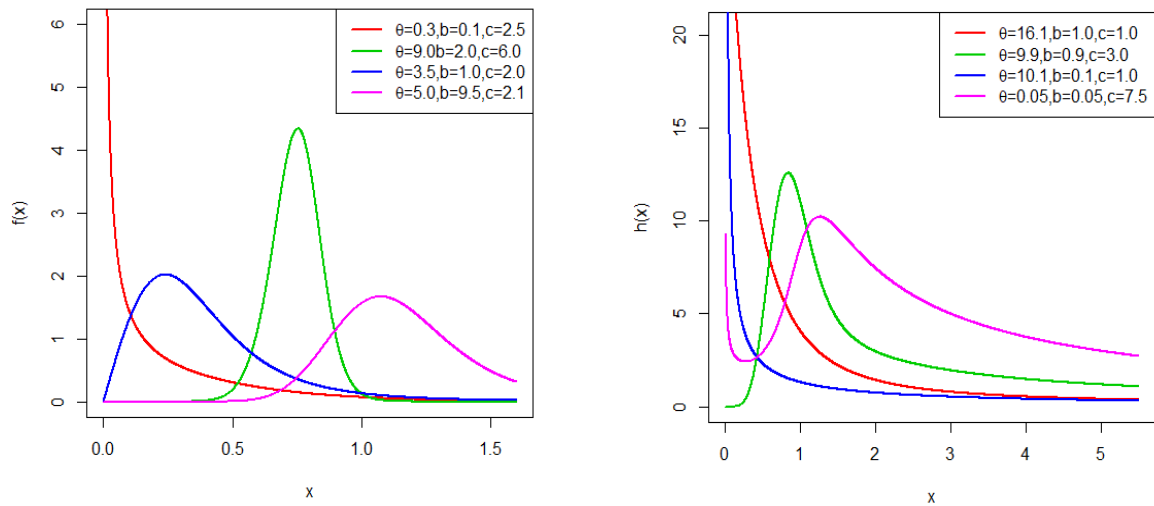 θ=0.3,b=0.1,c=2.5
θ=9.0b=2.0,c=6.0
θ=3.5,b=1.0,c=2.0
θ=5.0,b=9.5,c=2.1
f(x)
6
5
4
3
2
1
0
0.0 0.5 1.0 1.5
x
θ=16.1,b=1.0,c=1.0
θ=9.9,b=0.9,c=3.0
θ=10.1,b=0.1,c=1.0
θ=0.05,b=0.05,c=7.5
h(x)
20
15
10
5
0
0 1 2 3 4 5
x